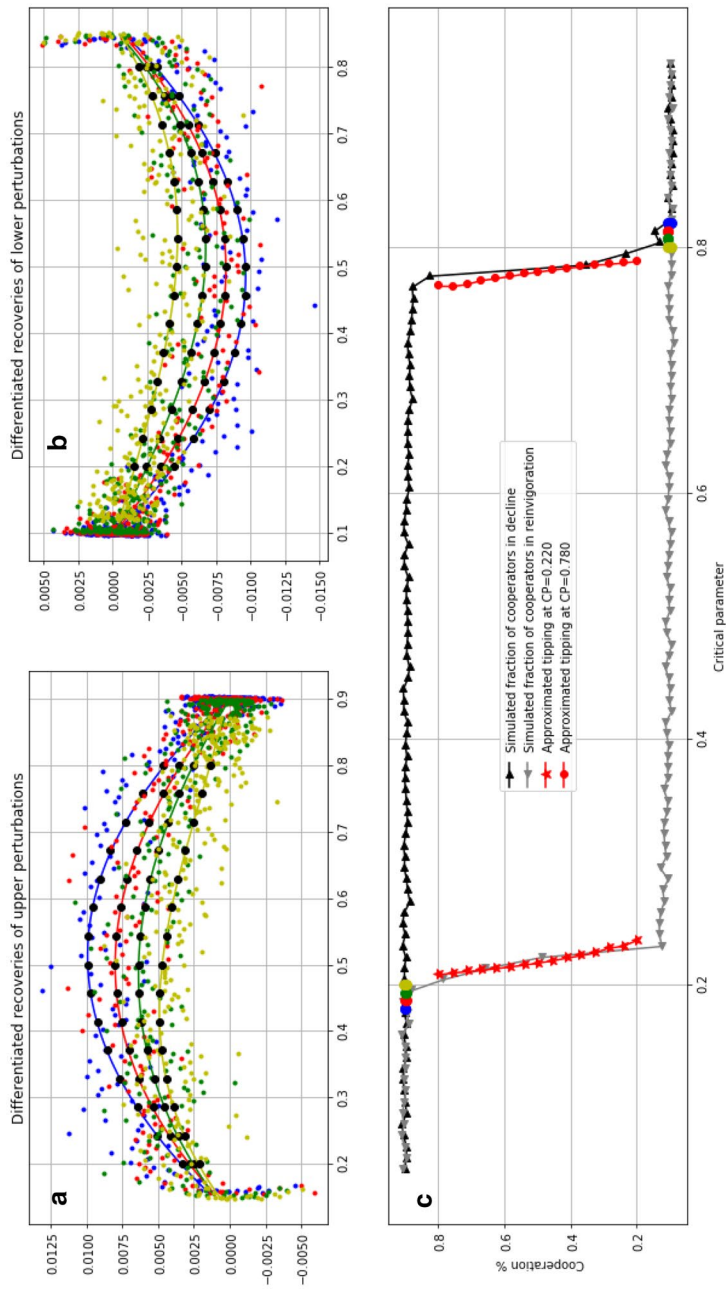 Differentiated recoveries of upper perturbations
a
0.0125
0.0100
0.0075
0.0050
0.0025
0.0000
−0.0025
−0.0050
0.2 0.3 0.4 0.5 0.6 0.7 0.8 0.9
Differentiated recoveries of lower perturbations
b
0.0050
0.0025
0.0000
−0.0025
−0.0050
−0.0075
−0.0100
−0.0125
−0.0150
0.1 0.2 0.3 0.4 0.5 0.6 0.7 0.8
c
Cooperation %
0.8
0.6
0.4
0.2
Simulated fraction of cooperators in decline
Simulated fraction of cooperators in reinvigoration
Approximated tipping at CP=0.220
Approximated tipping at CP=0.780
0.2 0.4 0.6 0.8
Critical parameter